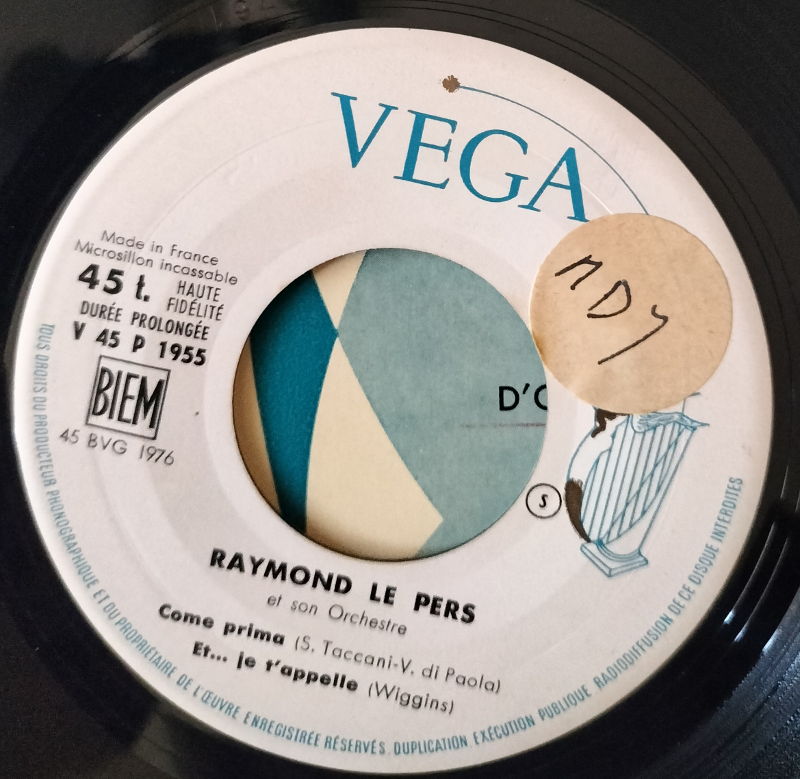 VEGA
Made in France
Microsillon incassable
45 t. HAUTE FIDÉLITÉ
DURÉE PROLONGÉE
V 45 P 1955
BIEM
45 BVG 1976
D'
S
RAYMOND LE PERS
et son Orchestre
Come prima (S. Taccani-V. di Paola)
Et... je t'appelle (Wiggins)
TOUS DROITS DU PRODUCTEUR PHONOGRAPHIQUE ET DU PROPRIÉTAIRE DE L'ŒUVRE ENREGISTRÉE RÉSERVÉS. DUPLICATION EXÉCUTION PUBLIQUE RADIODIFFUSION DE CE DISQUE INTERDITES